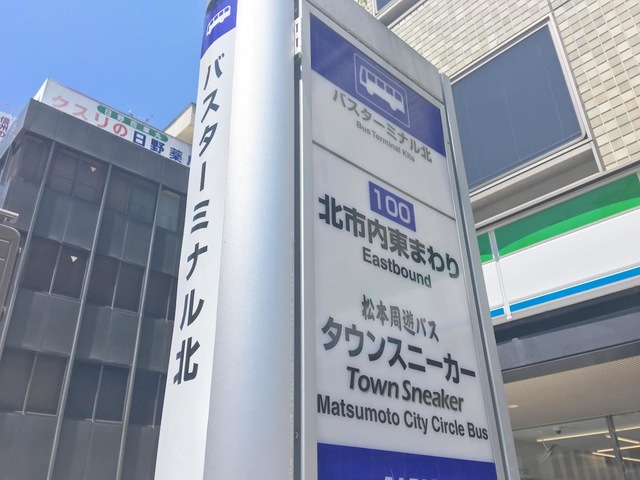 バスターミナル北
バスターミナル北
Bus Terminal Kita
100
北市内東まわり
Eastbound
松本周遊バス
タウンスニーカー
Town Sneaker
Matsumoto City Circle Bus
クスリの日野薬